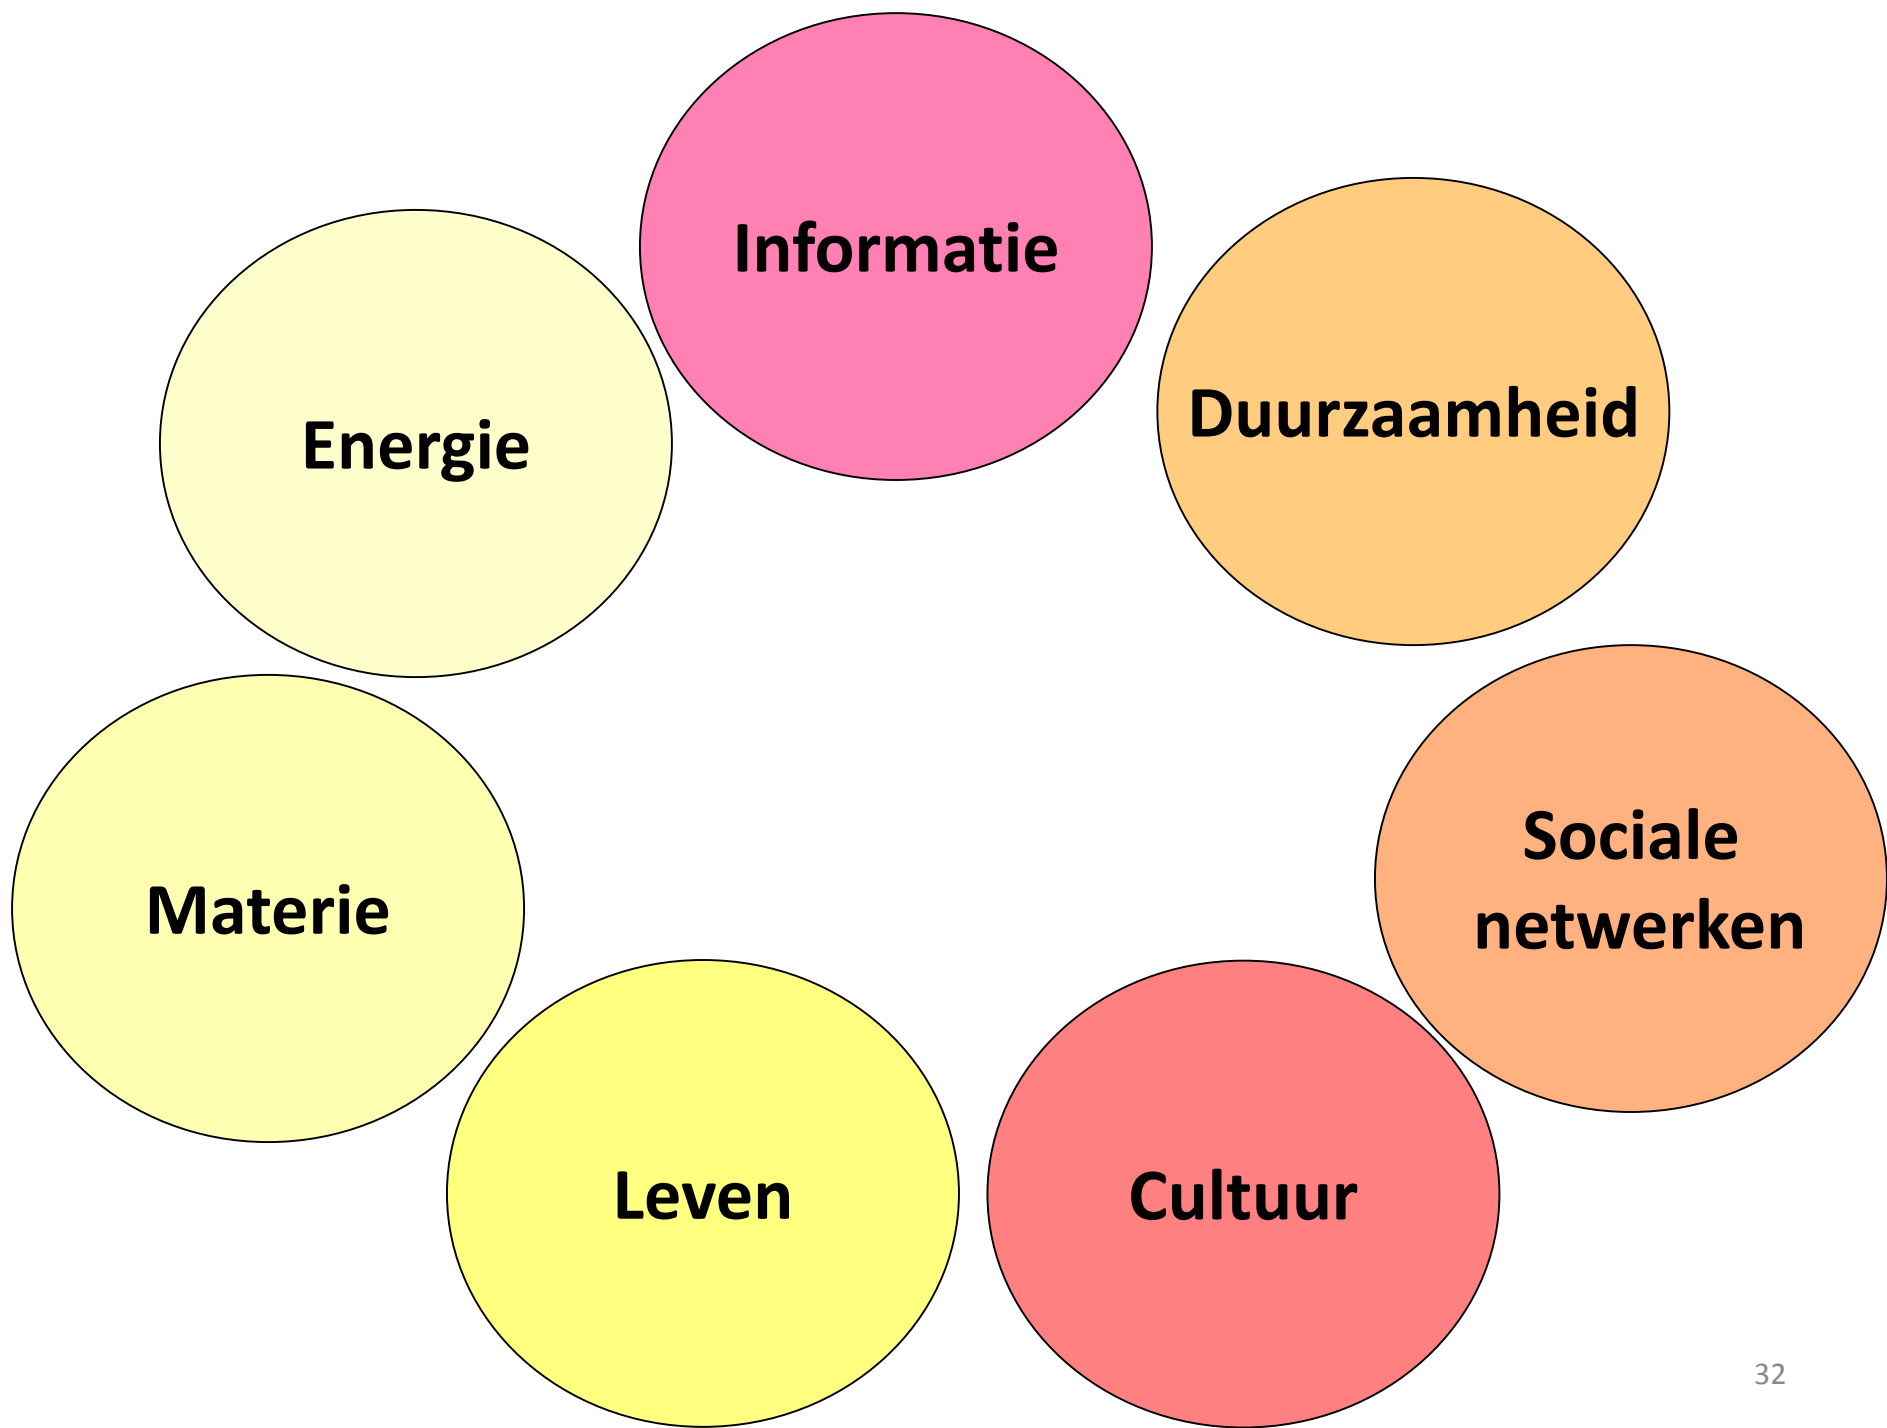 Informatie
Duurzaamheid
Energie
Sociale
netwerken
Materie
Leven
Cultuur
32